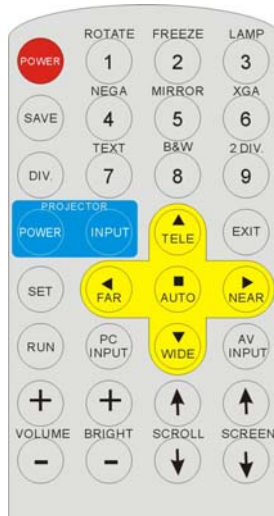 ROTATE FREEZE LAMP
POWER 1 2 3
NEGA MIRROR XGA
SAVE 4 5 6
TEXT B&W 2 DIV.
DIV. 7 8 9
PROJECTOR
POWER INPUT TELE EXIT
SET FAR AUTO NEAR
RUN PC INPUT WIDE AV INPUT
+ +
VOLUME BRIGHT SCROLL SCREEN
- -